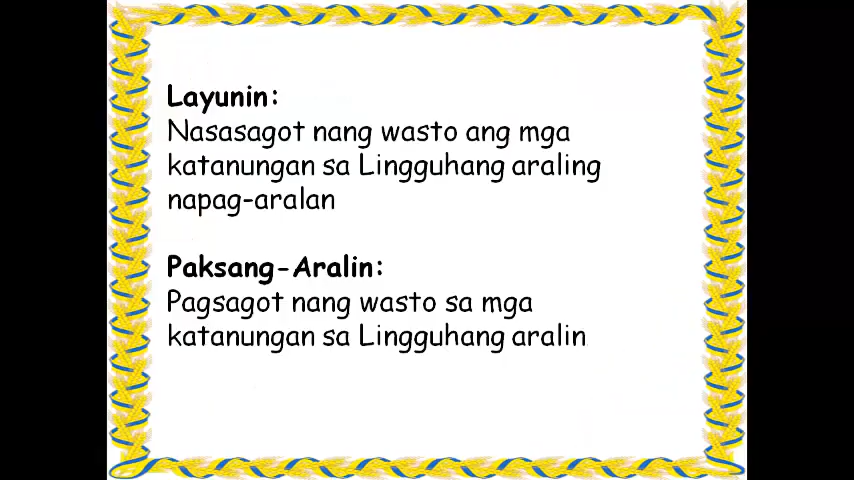 Layunin:
Nasasagot nang wasto ang mga
katanungan sa Lingguhang araling
napag-aralan
Paksang-Aralin:
Pagsagot nang wasto sa mga
katanungan sa Lingguhang aralin